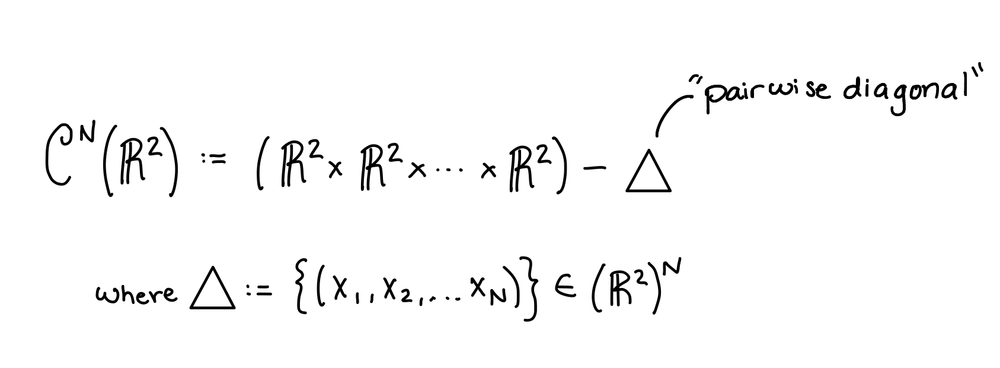 "pairwise diagonal"
C^N(ℝ²) := (ℝ² × ℝ² × ··· × ℝ²) − △
where △ := {(x₁, x₂, ... x_N)} ∈ (ℝ²)^N